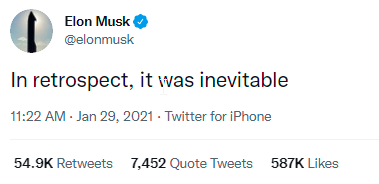 Elon Musk
@elonmusk
In retrospect, it was inevitable
11:22 AM · Jan 29, 2021 · Twitter for iPhone
54.9K Retweets 7,452 Quote Tweets 587K Likes